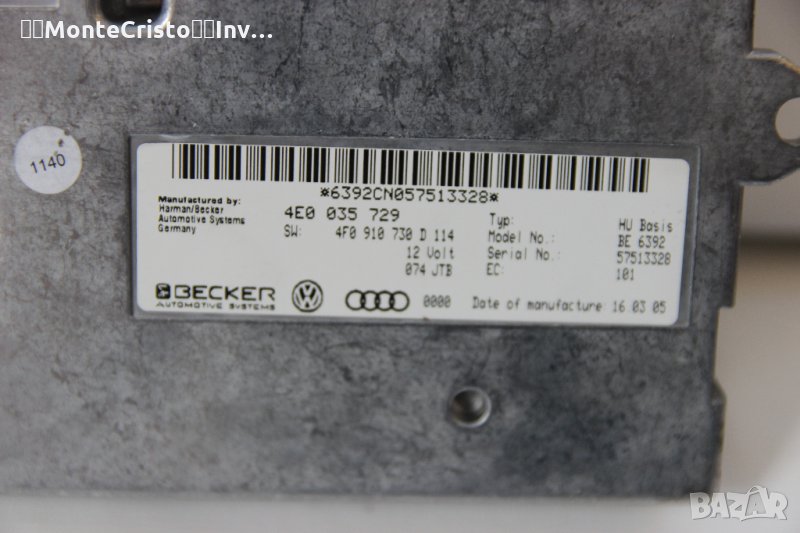 MonteCristo Inv...
1140
*6392CN057513328*
Manufactured by:
Harman/Becker
Automotive Systems
Germany
4E0 035 729
SW: 4F0 910 730 D 114
12 Volt
074 JTB
Typ: HU Basis
Model No.: BE 6392
Serial No.: 57513328
EC: 101
BECKER
AUTOMOTIVE SYSTEMS
0000
Date of manufacture 16 03 05
BAZAR